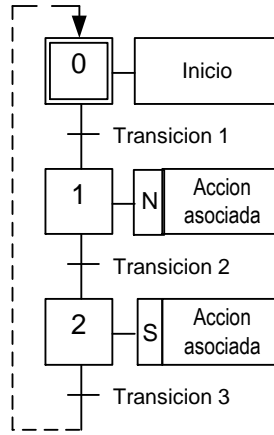 0
Inicio
Transicion 1
1
N
Accion
asociada
Transicion 2
2
S
Accion
asociada
Transicion 3